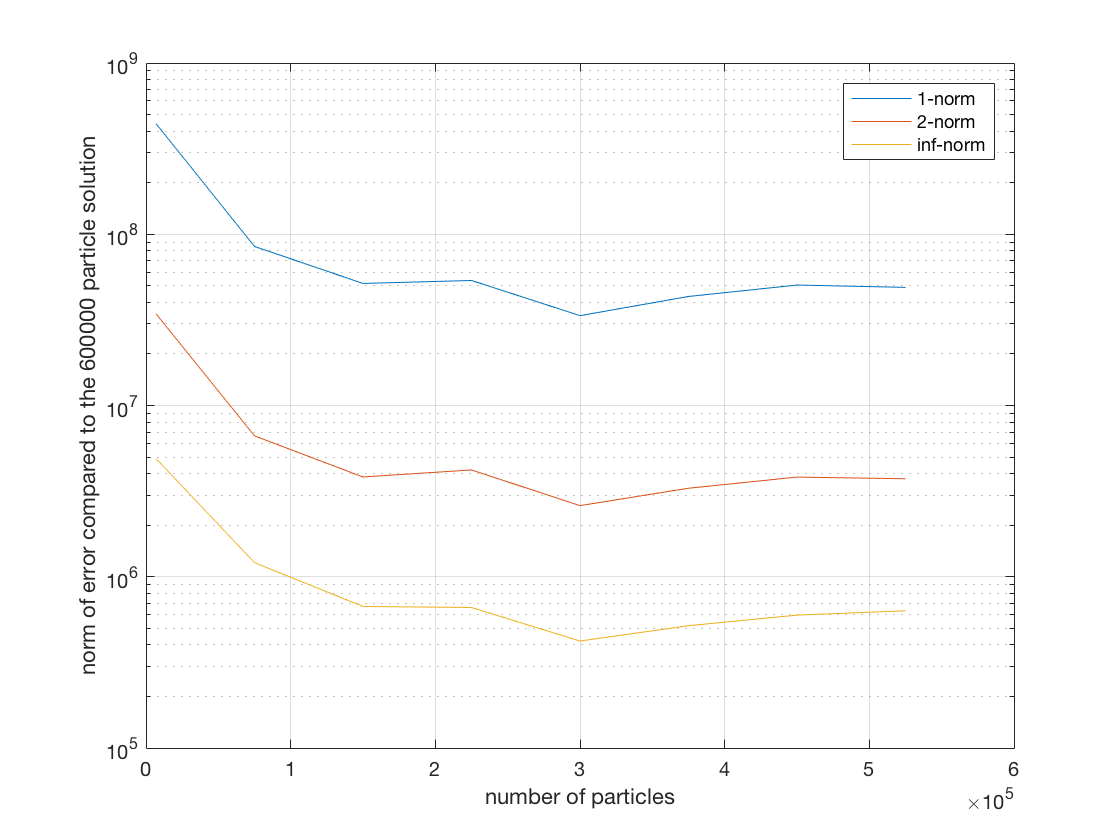 10^9
10^8
10^7
10^6
10^5
norm of error compared to the 600000 particle solution
1-norm
2-norm
inf-norm
0 1 2 3 4 5 6
×10^5
number of particles